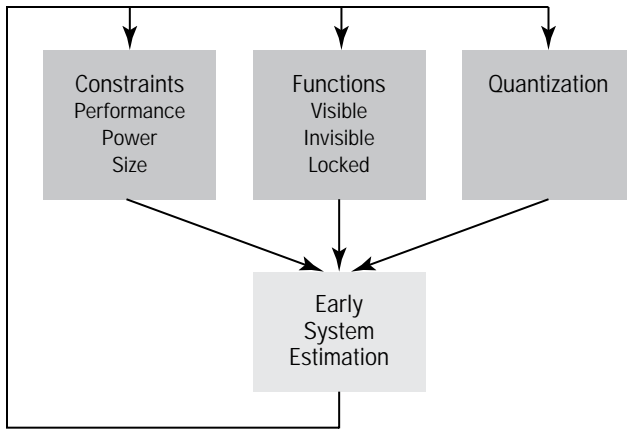 Constraints
Performance
Power
Size
Functions
Visible
Invisible
Locked
Quantization
Early
System
Estimation